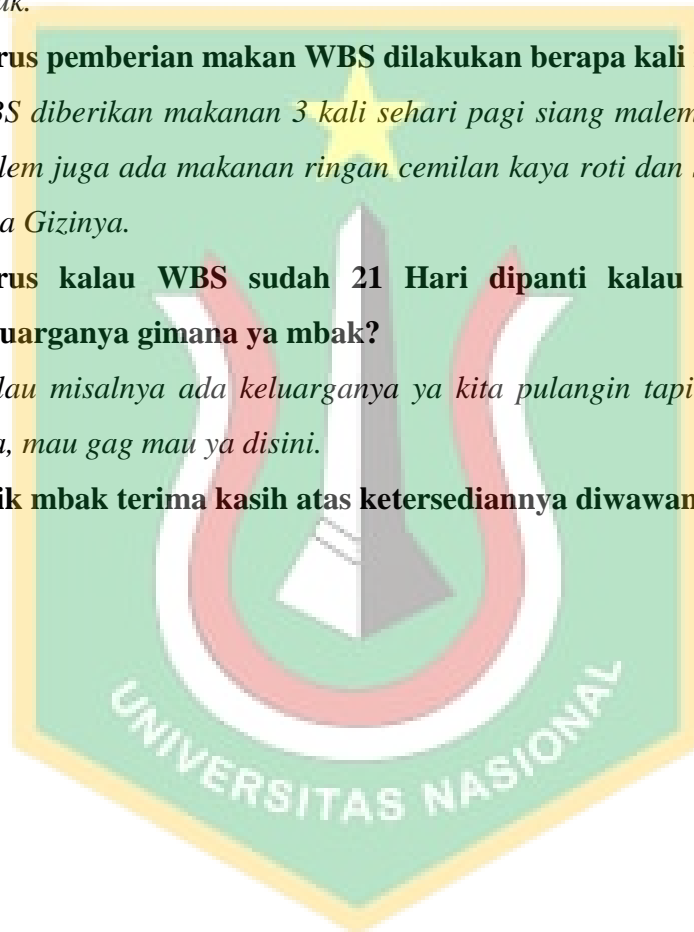 uk.
rus pemberian makan WBS dilakukan berapa kali
BS diberikan makanan 3 kali sehari pagi siang malem
lem juga ada makanan ringan cemilan kaya roti dan
a Gizinya.
rus kalau WBS sudah 21 Hari dipanti kalau
uarganya gimana ya mbak?
lau misalnya ada keluarganya ya kita pulangin tapi
a, mau gag mau ya disini.
ik mbak terima kasih atas ketersediannya diwawan
UNIVERSITAS NASIONAL